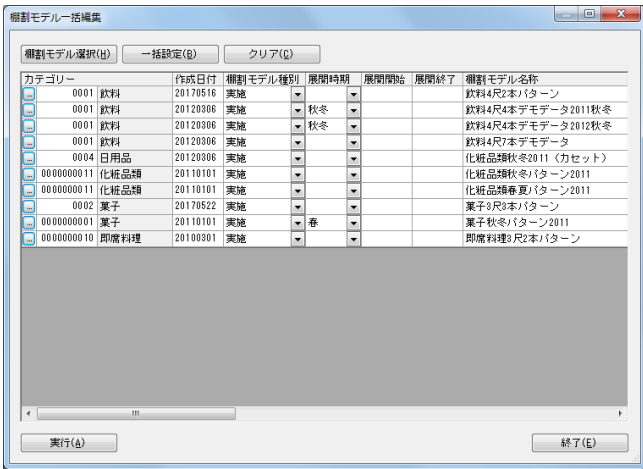 棚割モデル一括編集
棚割モデル選択(H) 一括設定(B) クリア(C)
カテゴリー 作成日付 棚割モデル種別 展開時期 展開開始 展開終了 棚割モデル名称
... 0001 飲料 20170516 実施 飲料4尺2本パターン
... 0001 飲料 20120306 実施 秋冬 飲料4尺4本デモデータ2011秋冬
... 0001 飲料 20120306 実施 秋冬 飲料4尺4本デモデータ2012秋冬
... 0001 飲料 20120306 実施 飲料4尺7本デモデータ
... 0004 日用品 20120306 実施 化粧品類秋冬2011（カセット）
... 0000000011 化粧品類 20110101 実施 化粧品類秋冬パターン2011
... 0000000011 化粧品類 20110101 実施 化粧品類春夏パターン2011
... 0002 菓子 20170522 実施 菓子3尺3本パターン
... 0000000001 菓子 20110101 実施 春 菓子秋冬パターン2011
... 0000000010 即席料理 20100301 実施 即席料理3尺2本パターン
実行(A) 終了(E)